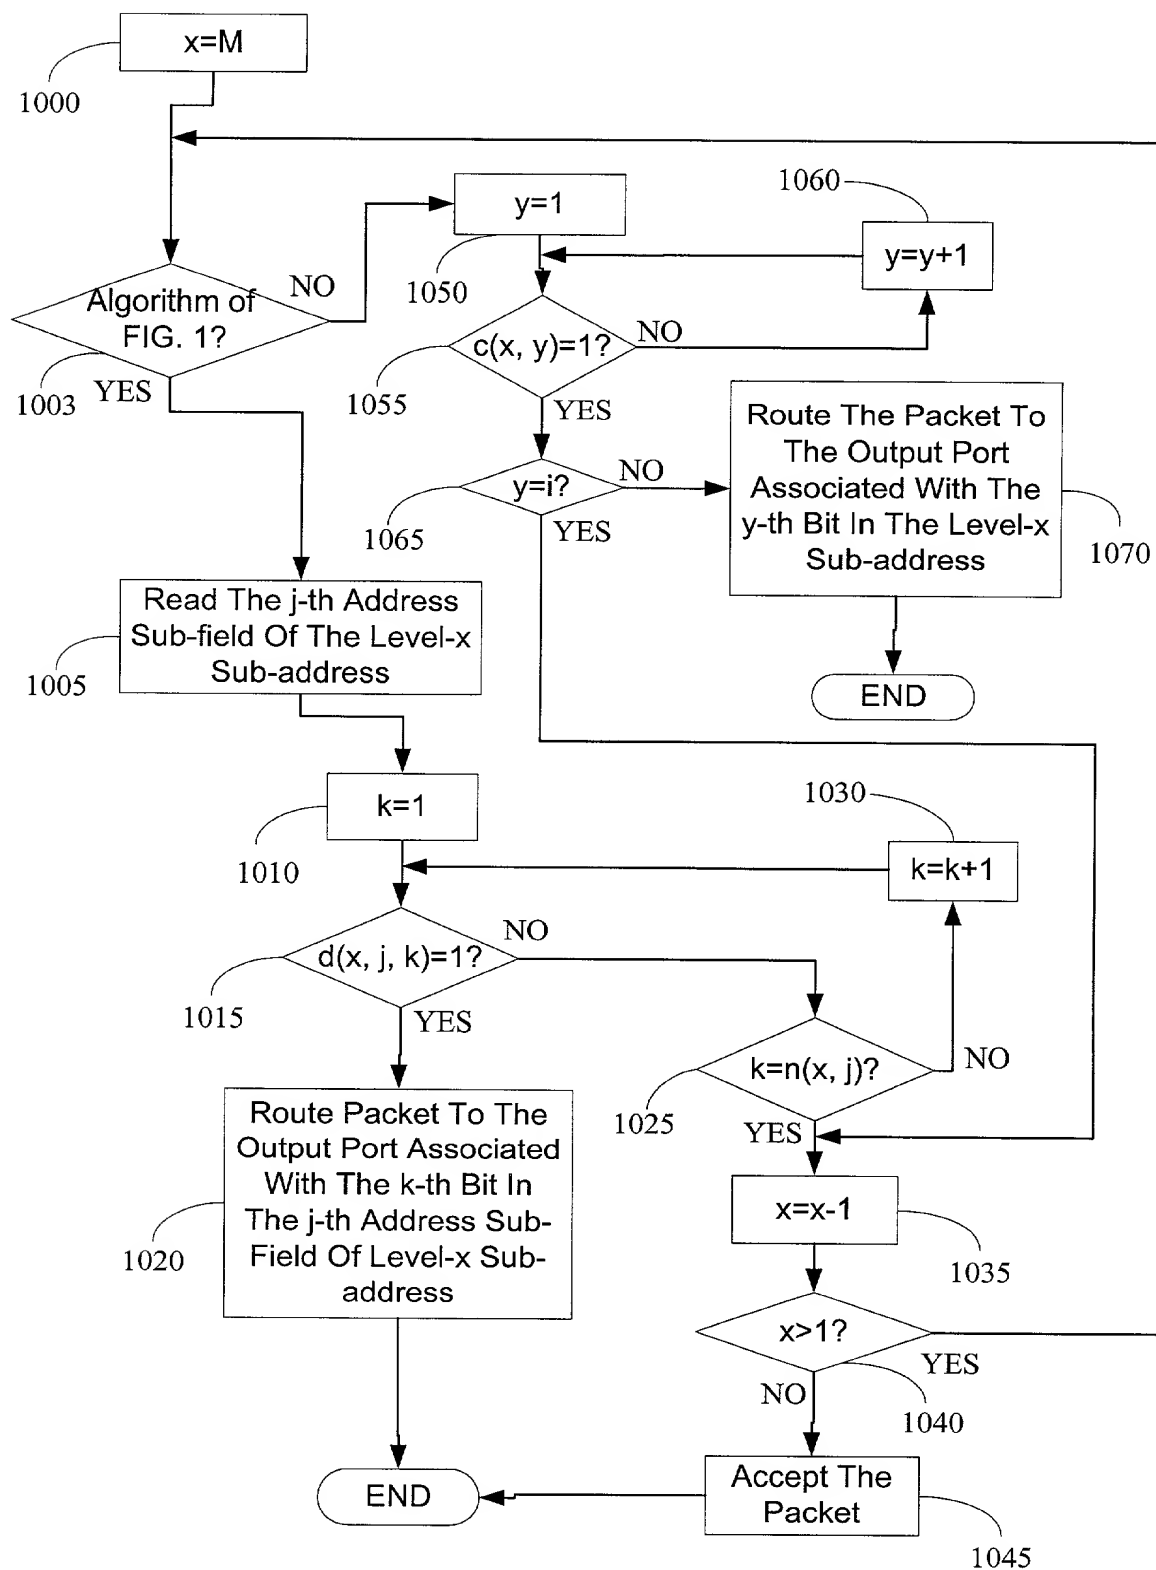 x=M
1000
1060
y=1
y=y+1
NO
1050
Algorithm of
FIG. 1?
NO
c(x, y)=1?
1003
YES
1055
YES
Route The Packet To
The Output Port
Associated With The
y-th Bit In The Level-x
Sub-address
NO
y=i?
1065
YES
1070
Read The j-th Address
Sub-field Of The Level-x
Sub-address
1005
END
k=1
1030
1010
k=k+1
NO
d(x, j, k)=1?
1015
YES
k=n(x, j)?
NO
1025
YES
Route Packet To The
Output Port Associated
With The k-th Bit In
The j-th Address Sub-
Field Of Level-x Sub-
address
1020
x=x-1
1035
x>1?
YES
NO
1040
END
Accept The
Packet
1045